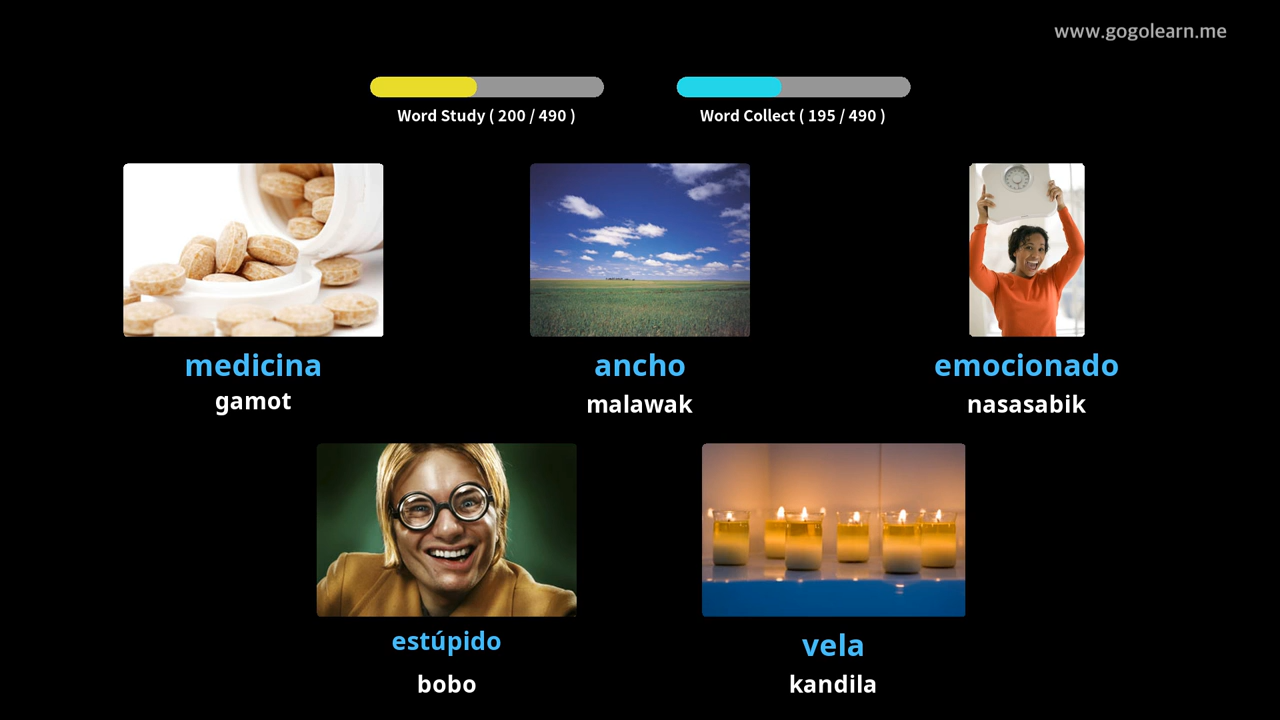 www.gogolearn.me
Word Study ( 200 / 490 )
Word Collect ( 195 / 490 )
medicina
gamot
ancho
malawak
emocionado
nasasabik
estúpido
bobo
vela
kandila